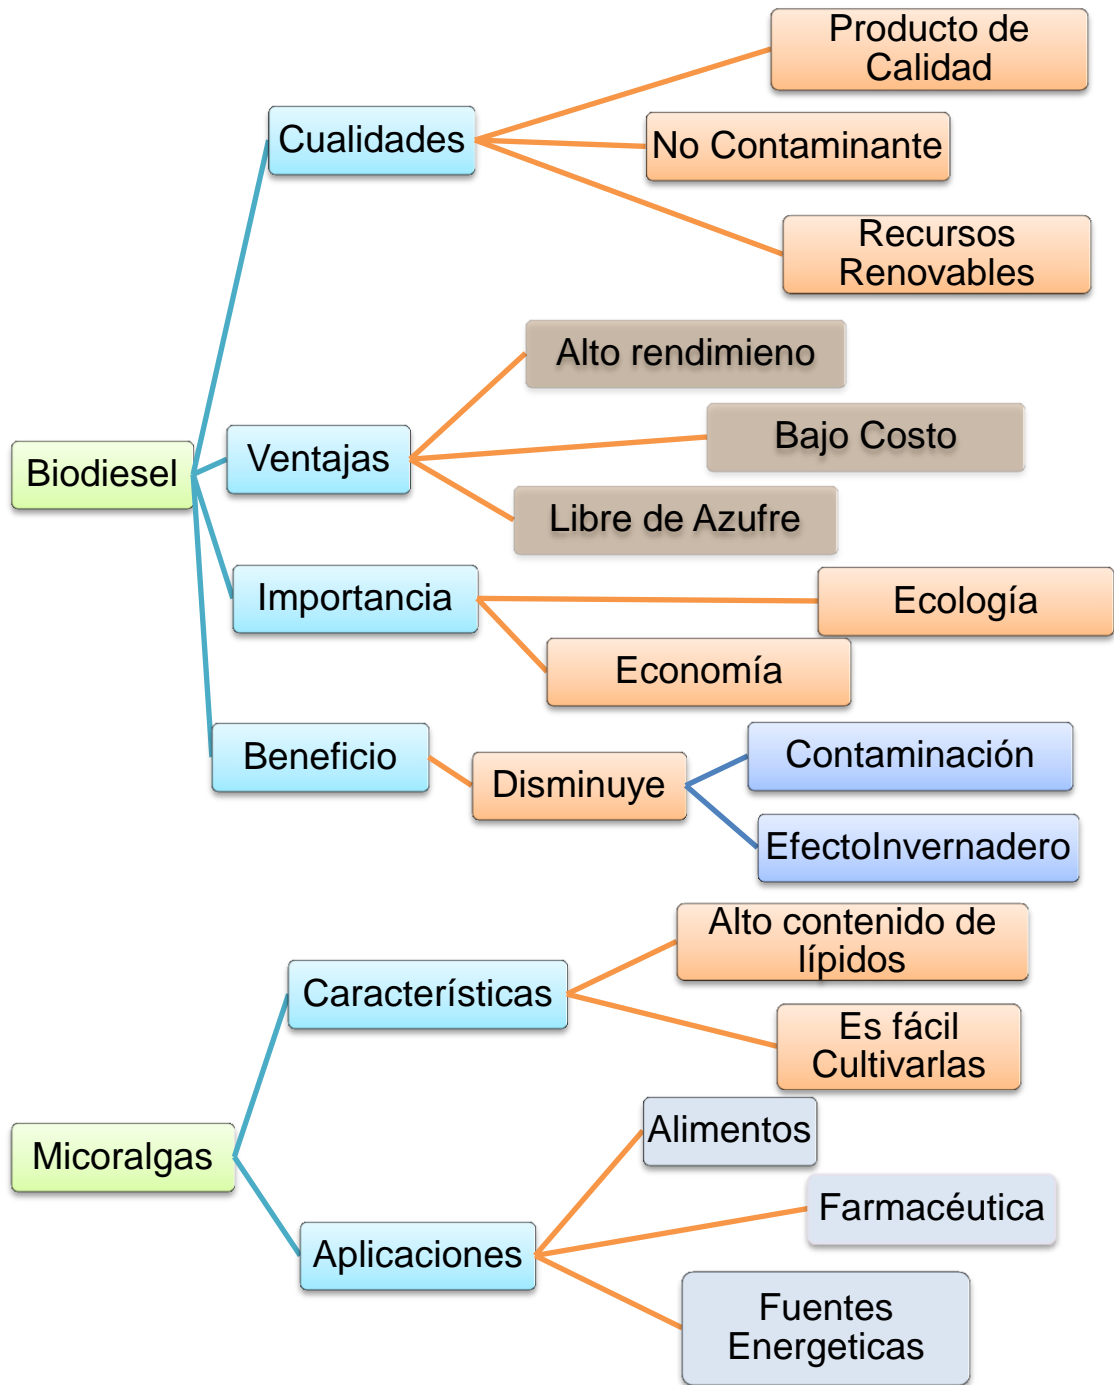 Producto de
Calidad
Cualidades
No Contaminante
Recursos
Renovables
Alto rendimieno
Biodiesel
Ventajas
Bajo Costo
Libre de Azufre
Importancia
Ecología
Economía
Beneficio
Disminuye
Contaminación
EfectoInvernadero
Alto contenido de
lípidos
Características
Es fácil
Cultivarlas
Micoralgas
Alimentos
Farmacéutica
Aplicaciones
Fuentes
Energeticas